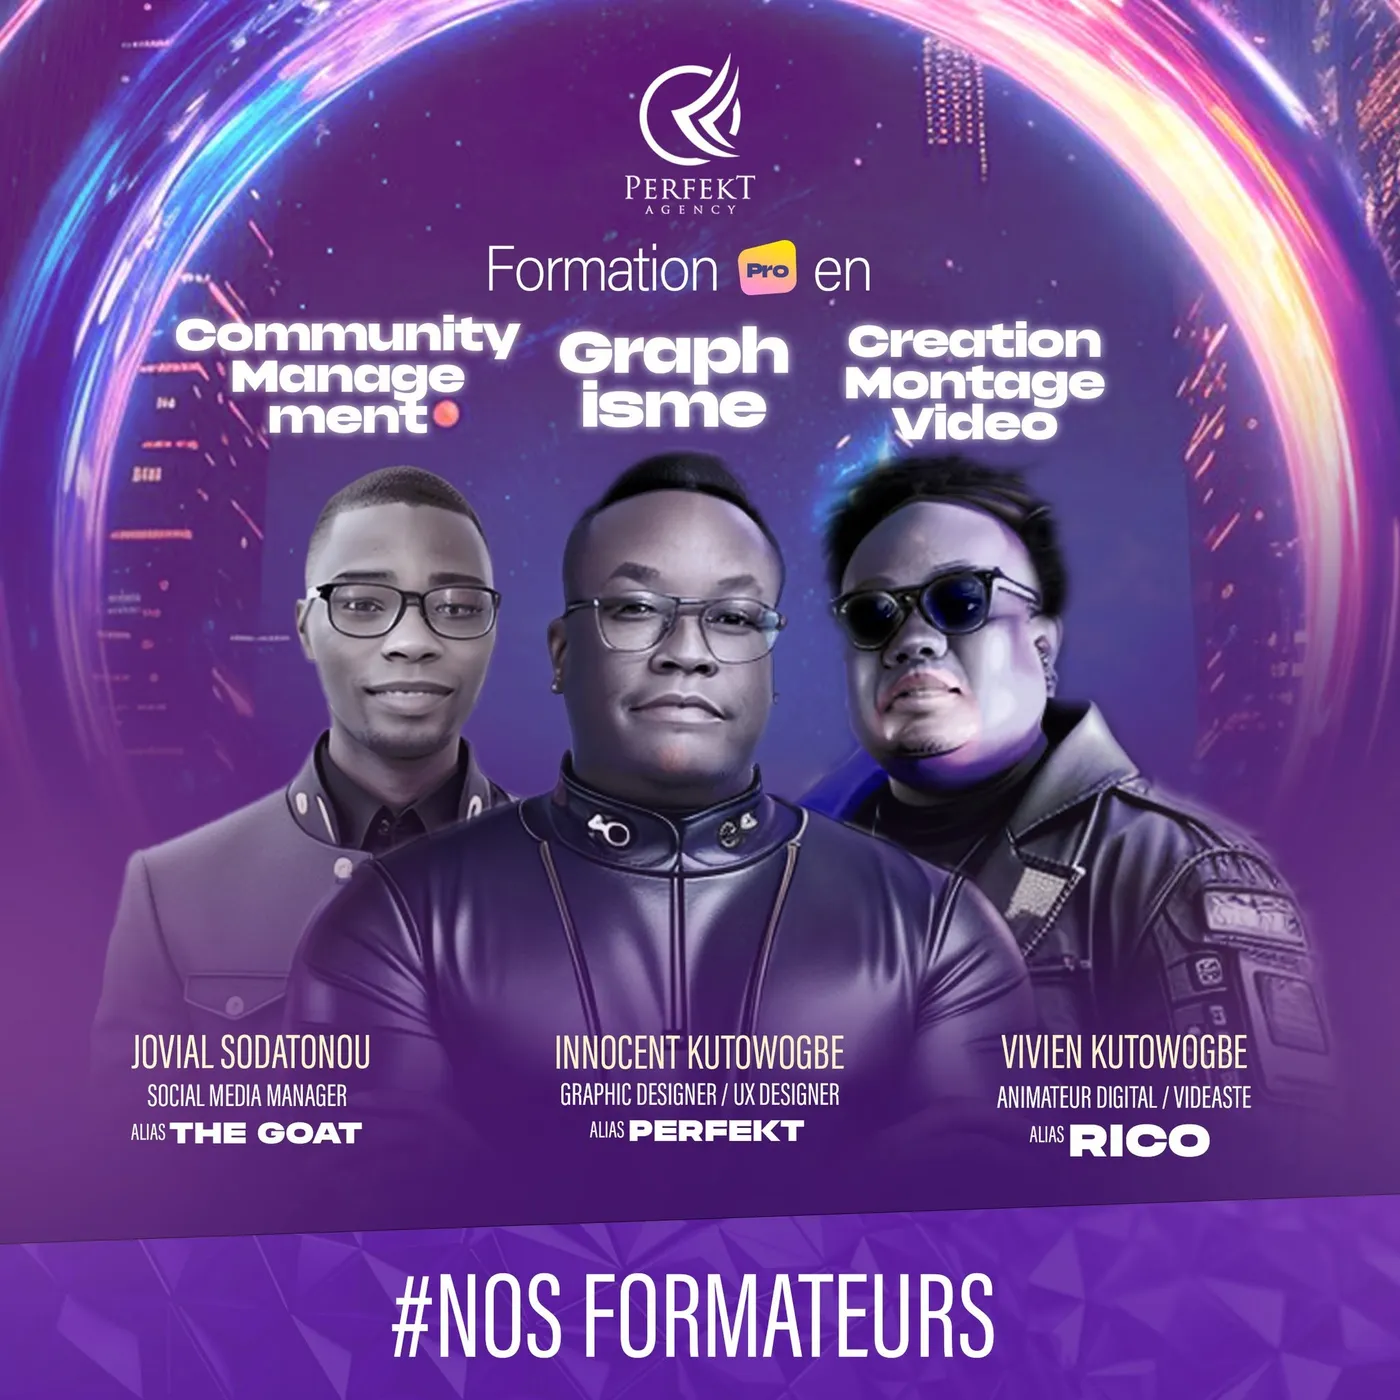 PERFEKT
AGENCY
Formation Pro en
Community
Manage
ment
Graph
isme
Creation
Montage
Video
JOVIAL SODATONOU
SOCIAL MEDIA MANAGER
ALIAS THE GOAT
INNOCENT KUTOWOGBE
GRAPHIC DESIGNER / UX DESIGNER
ALIAS PERFEKT
VIVIEN KUTOWOGBE
ANIMATEUR DIGITAL / VIDEASTE
ALIAS RICO
#NOS FORMATEURS